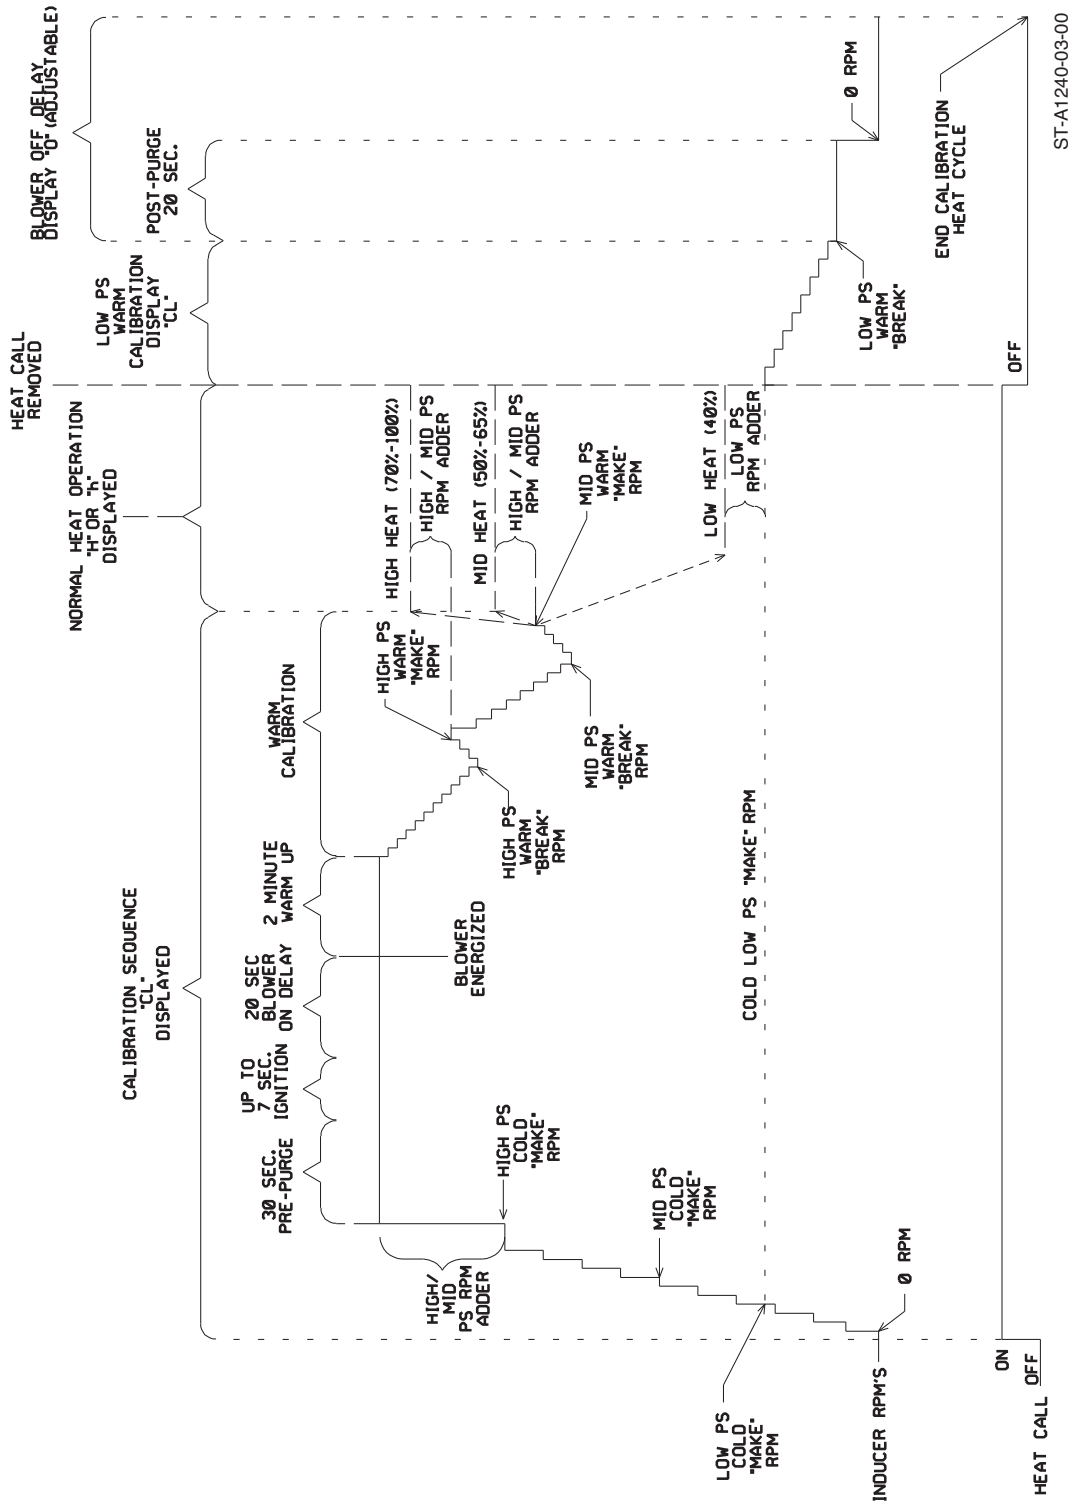 HEAT CALL
REMOVED
BLOWER OFF DELAY
DISPLAY "0" (ADJUSTABLE)
NORMAL HEAT OPERATION
"H" OR "h"
DISPLAYED
LOW PS
WARM
CALIBRATION
DISPLAY
"CL"
POST-PURGE
20 SEC.
CALIBRATION SEQUENCE
"CL"
DISPLAYED
30 SEC.
PRE-PURGE
UP TO
7 SEC.
IGNITION
20 SEC
BLOWER
ON DELAY
2 MINUTE
WARM UP
WARM
CALIBRATION
HIGH PS
WARM
"MAKE"
RPM
HIGH HEAT (70%-100%)
HIGH / MID PS
RPM ADDER
MID HEAT (50%-65%)
HIGH / MID PS
RPM ADDER
HIGH/
MID
PS RPM
ADDER
HIGH PS
COLD
"MAKE"
RPM
BLOWER
ENERGIZED
HIGH PS
WARM
"BREAK"
RPM
MID PS
WARM
"BREAK"
RPM
MID PS
WARM
"MAKE"
RPM
MID PS
COLD
"MAKE"
RPM
LOW HEAT (40%)
LOW PS
RPM ADDER
LOW PS
COLD
"MAKE"
RPM
COLD LOW PS "MAKE" RPM
LOW PS
WARM
"BREAK"
0 RPM
INDUCER RPM'S
0 RPM
END CALIBRATION
HEAT CYCLE
ON
OFF
OFF
HEAT CALL
ST-A1240-03-00